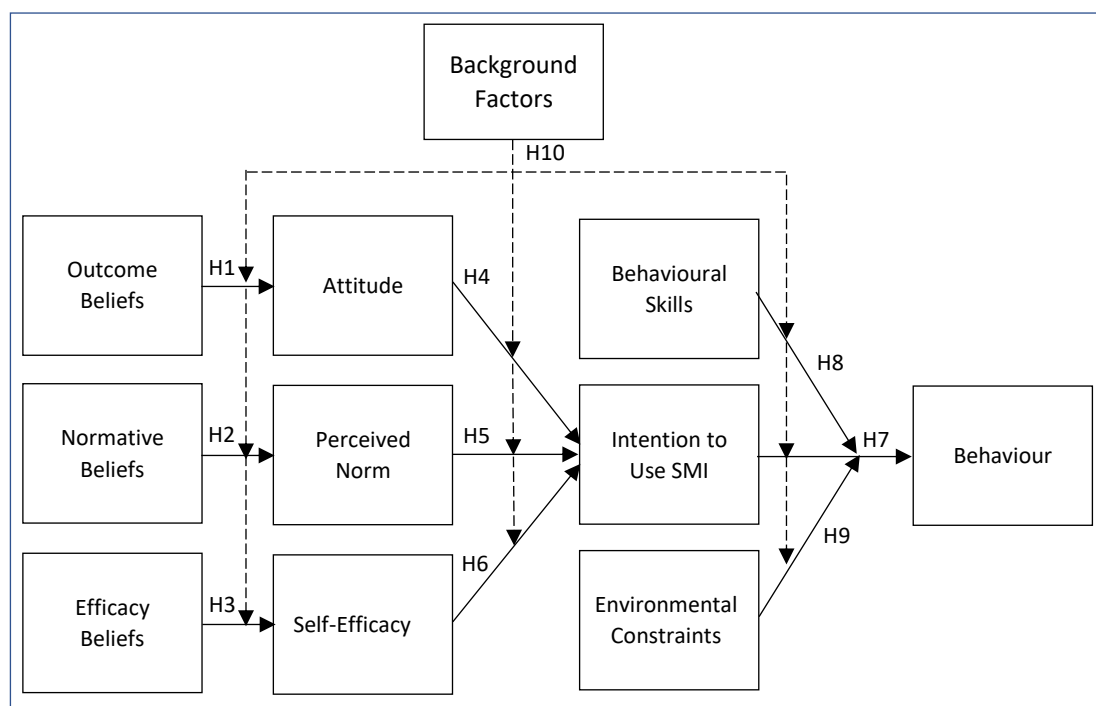 Background
Factors
H10
Outcome
Beliefs
H1
Attitude
H4
Behavioural
Skills
H8
Normative
Beliefs
H2
Perceived
Norm
H5
Intention to
Use SMI
H7
Behaviour
Efficacy
Beliefs
H3
Self-Efficacy
H6
Environmental
Constraints
H9